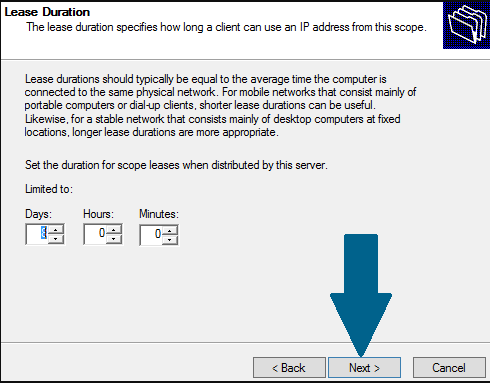 Lease Duration
The lease duration specifies how long a client can use an IP address from this scope.
Lease durations should typically be equal to the average time the computer is
connected to the same physical network. For mobile networks that consist mainly of
portable computers or dial-up clients, shorter lease durations can be useful.
Likewise, for a stable network that consists mainly of desktop computers at fixed
locations, longer lease durations are more appropriate.
Set the duration for scope leases when distributed by this server.
Limited to:
Days: Hours: Minutes:
8 0 0
< Back Next > Cancel